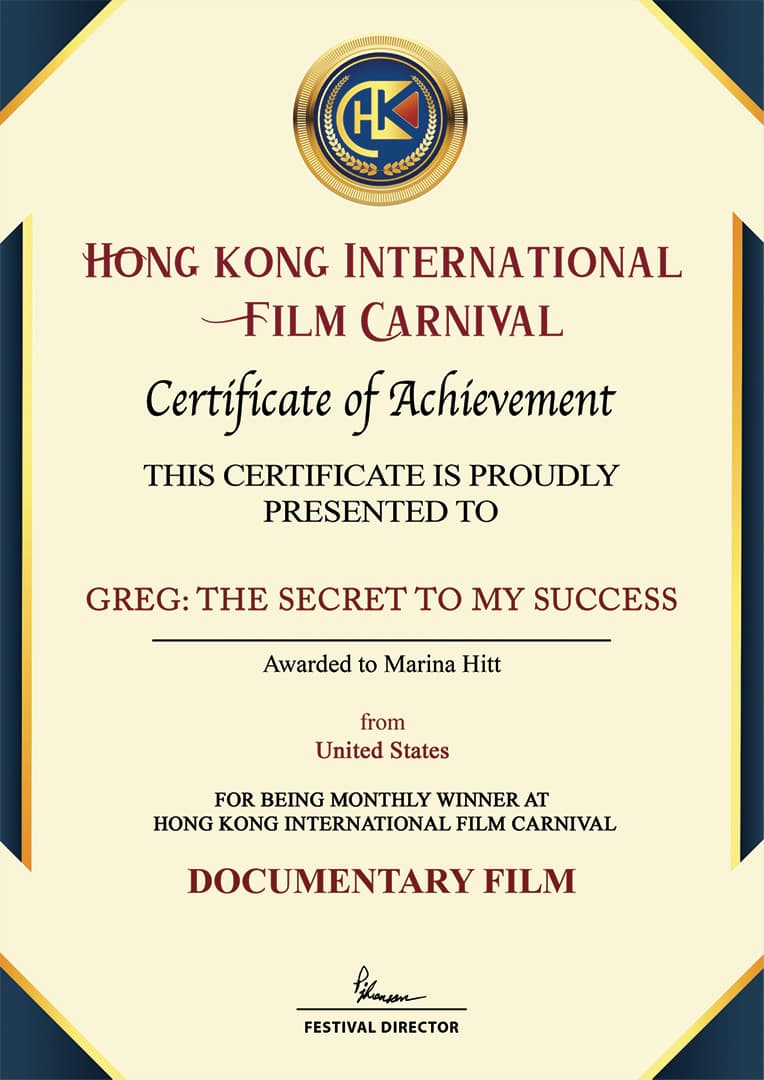 HK
HONG KONG INTERNATIONAL
FILM CARNIVAL
Certificate of Achievement
THIS CERTIFICATE IS PROUDLY
PRESENTED TO
GREG: THE SECRET TO MY SUCCESS
Awarded to Marina Hitt
from
United States
FOR BEING MONTHLY WINNER AT
HONG KONG INTERNATIONAL FILM CARNIVAL
DOCUMENTARY FILM
FESTIVAL DIRECTOR